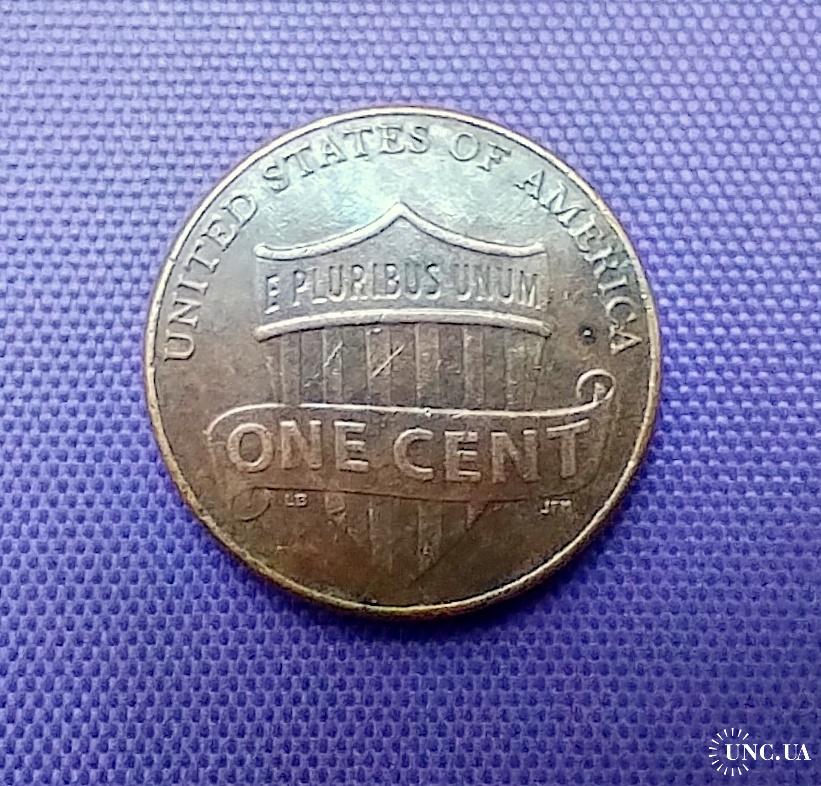 UNITED STATES OF AMERICA
E PLURIBUS UNUM
ONE CENT
LB
JFM
UNC.UA